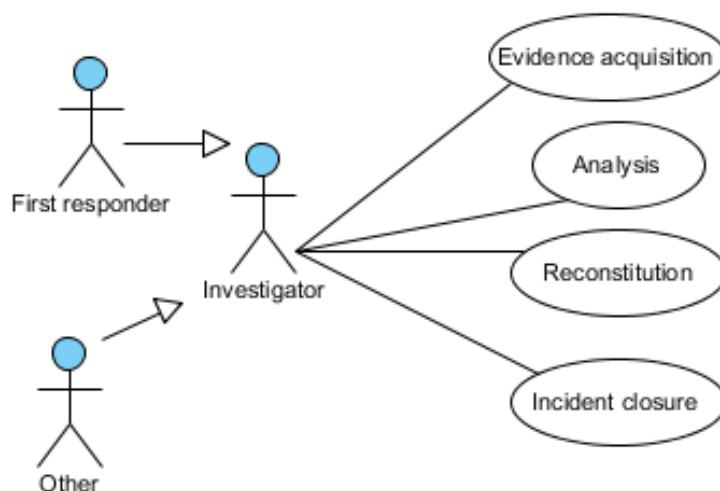 Evidence acquisition
Analysis
First responder
Reconstitution
Investigator
Incident closure
Other